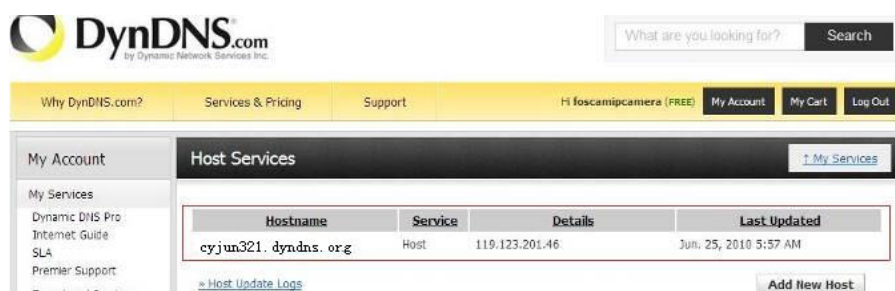 DynDNS.com
by Dynamic Network Services Inc.
What are you looking for?
Search
Why DynDNS.com?
Services & Pricing
Support
Hi foscamipcamera (FREE)
My Account
My Cart
Log Out
My Account
Host Services
↑ My Services
My Services
Dynamic DNS Pro
Internet Guide
SLA
Premier Support
Hostname Service Details Last Updated
cyjun321.dyndns.org Host 119.123.201.46 Jun. 25, 2010 5:57 AM
» Host Update Logs
Add New Host